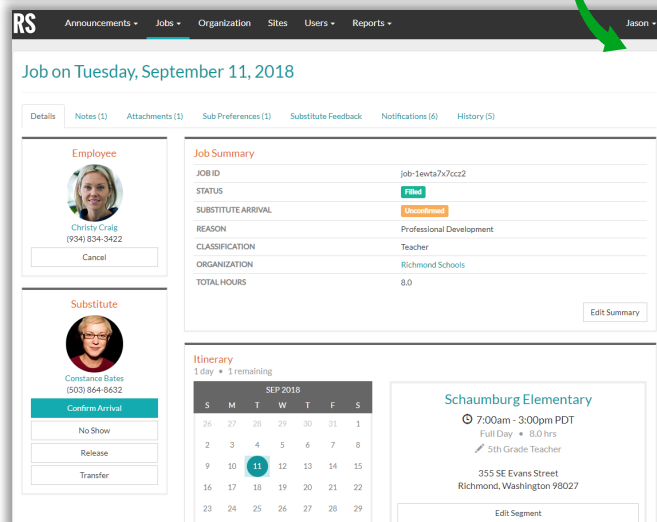 RS Announcements Jobs Organization Sites Users Reports Jason
Job on Tuesday, September 11, 2018
Details Notes (1) Attachments (1) Sub Preferences (1) Substitute Feedback Notifications (6) History (5)
Employee
Christy Craig
(934) 834-3422
Cancel
Substitute
Constance Bates
(503) 864-8632
Confirm Arrival
No Show
Release
Transfer
Job Summary
JOB ID job-1ewta7x7ccz2
STATUS Filled
SUBSTITUTE ARRIVAL Unconfirmed
REASON Professional Development
CLASSIFICATION Teacher
ORGANIZATION Richmond Schools
TOTAL HOURS 8.0
Edit Summary
Itinerary
1 day • 1 remaining
SEP 2018
S M T W T F S
26 27 28 29 30 31 1
2 3 4 5 6 7 8
9 10 11 12 13 14 15
16 17 18 19 20 21 22
23 24 25 26 27 28 29
Schaumburg Elementary
7:00am - 3:00pm PDT
Full Day • 8.0 hrs
5th Grade Teacher
355 SE Evans Street
Richmond, Washington 98027
Edit Segment